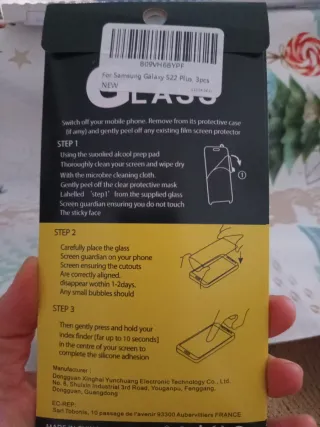 B09VH68YPF
For Samsung Galaxy S22 Plus, 3pcs
NEW
GLASS
Switch off your mobile phone. Remove from its protective case
(if any) and gently peel off any existing film screen protector
STEP 1
Using the supplied alcool prep pad
Thoroughly clean your screen and wipe dry
With the microbre cleaning cloth.
Gently peel off the clear protective mask
Labelled 'step1' from the supplied glass
Screen guardian ensuring you do not touch
The sticky face
1
STEP 2
Carefully place the glass
Screen guardian on your phone
Screen ensuring the cutouts
Are correctly aligned.
disappear within 1-2days.
Any small bubbles should
STEP 3
Then gently press and hold your
Index finder [far up to 10 seconds]
in the centre of your screen to
complete the silicone adhesion
Manufacturer :
Dongguan Xinghai Yunchuang Electronic Technology Co., Ltd.
No. 6, Shuixin Industrial 3rd Road, Youganpu, Fenggang,
Dongguan, Guangdong
EC-REP:
Sarl Tobonis, 10 passage de l'avenir 93300 Aubervilliers FRANCE